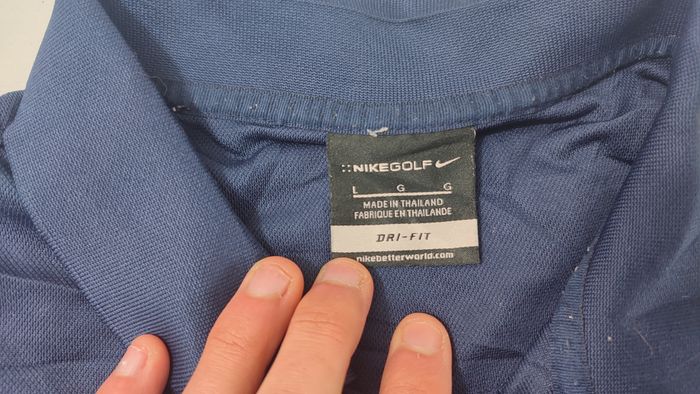 NIKEGOLF
L G G
MADE IN THAILAND
FABRIQUE EN THAILANDE
DRI-FIT
nikebetterworld.com